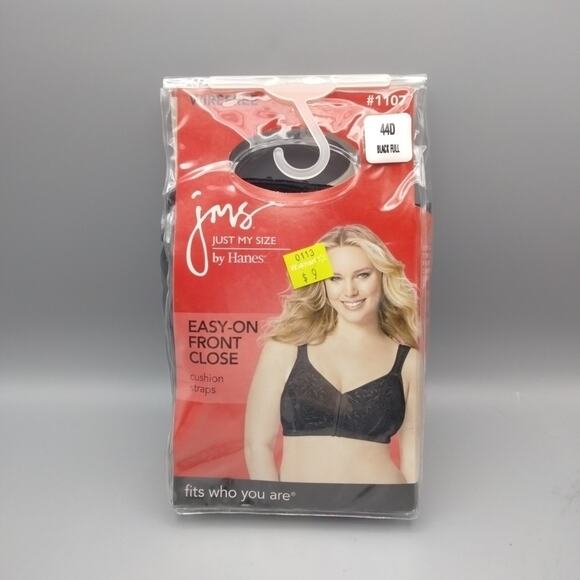 WIREFREE
#1107
44D
BLACK FULL
jms
JUST MY SIZE
by Hanes
0113
$ 9
EASY-ON
FRONT
CLOSE
cushion
straps
fits who you are®